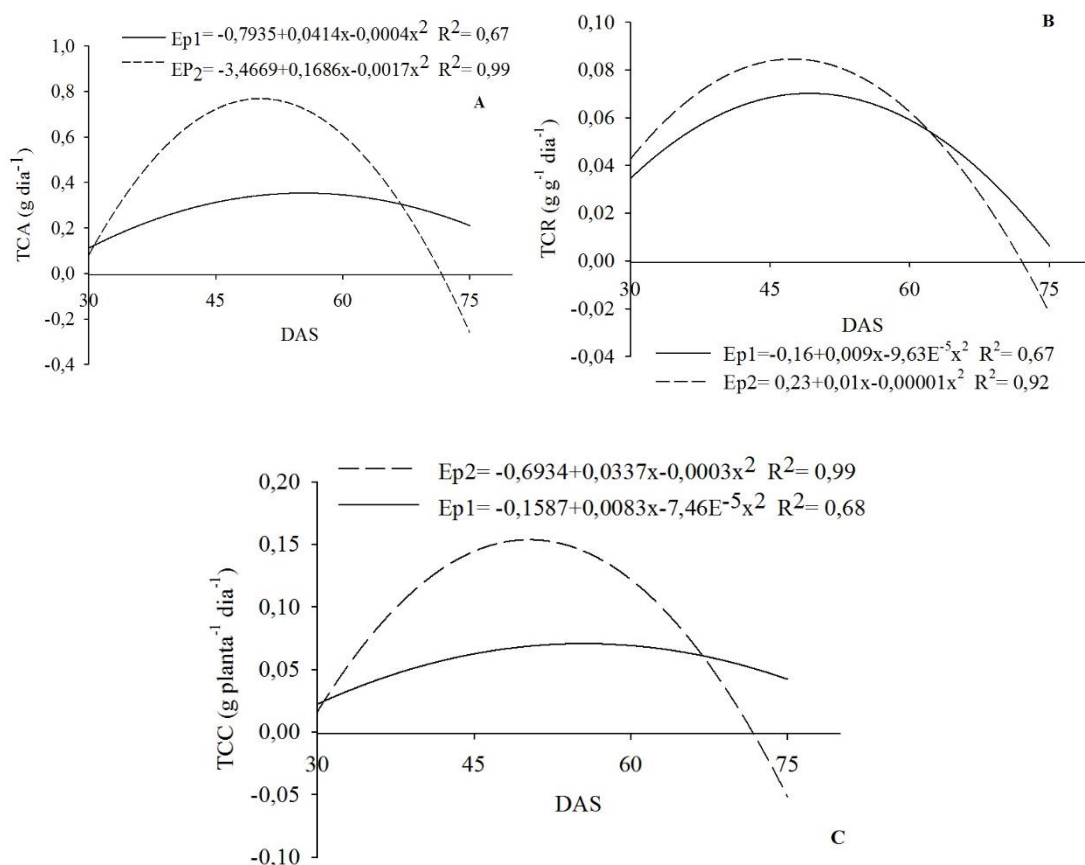 Ep1= -0,7935+0,0414x-0,0004x² R²= 0,67
EP₂= -3,4669+0,1686x-0,0017x² R²= 0,99
A
TCA (g dia⁻¹)
1,0
0,8
0,6
0,4
0,2
0,0
-0,2
-0,4
30 45 60 75
DAS
B
TCR (g g⁻¹ dia⁻¹)
0,10
0,08
0,06
0,04
0,02
0,00
-0,02
-0,04
30 45 60 75
DAS
Ep1=-0,16+0,009x-9,63E⁻⁵x² R²= 0,67
Ep2= 0,23+0,01x-0,00001x² R²= 0,92
Ep2= -0,6934+0,0337x-0,0003x² R²= 0,99
Ep1= -0,1587+0,0083x-7,46E⁻⁵x² R²= 0,68
TCC (g planta⁻¹ dia⁻¹)
0,20
0,15
0,10
0,05
0,00
-0,05
-0,10
30 45 60 75
DAS
C